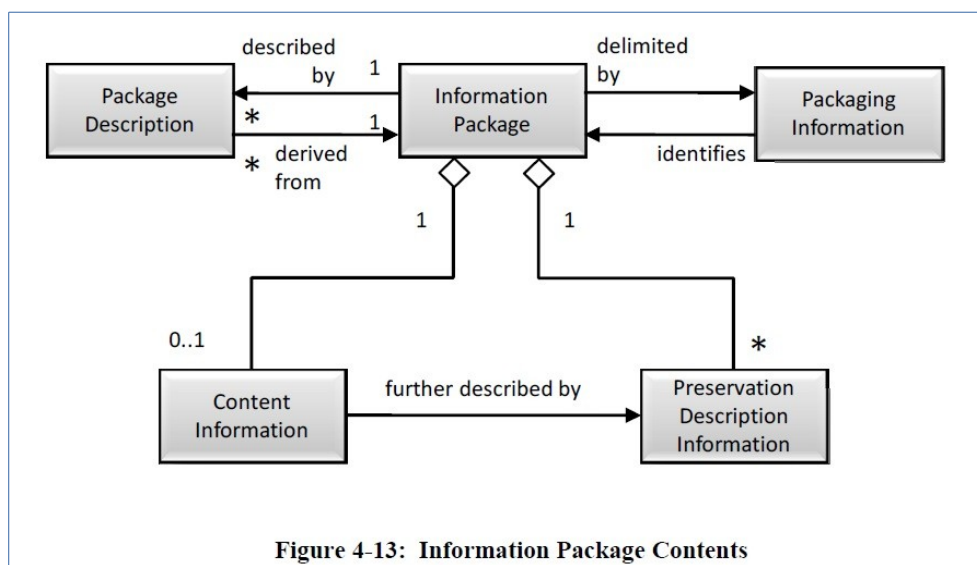 described
by
1
delimited
by
Package
Description
Information
Package
Packaging
Information
*
1
* derived
from
identifies
1
1
0..1
*
Content
Information
further described by
Preservation
Description
Information
Figure 4-13: Information Package Contents